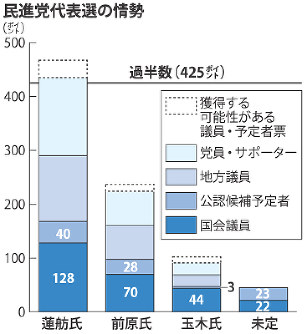 民進党代表選の情勢
(ポイント)
500
過半数(425ポイント)
400
獲得する
可能性がある
議員・予定者票
党員・サポーター
地方議員
公認候補予定者
国会議員
300
200
100
0
40
128
28
70
3
44
23
22
蓮舫氏
前原氏
玉木氏
未定